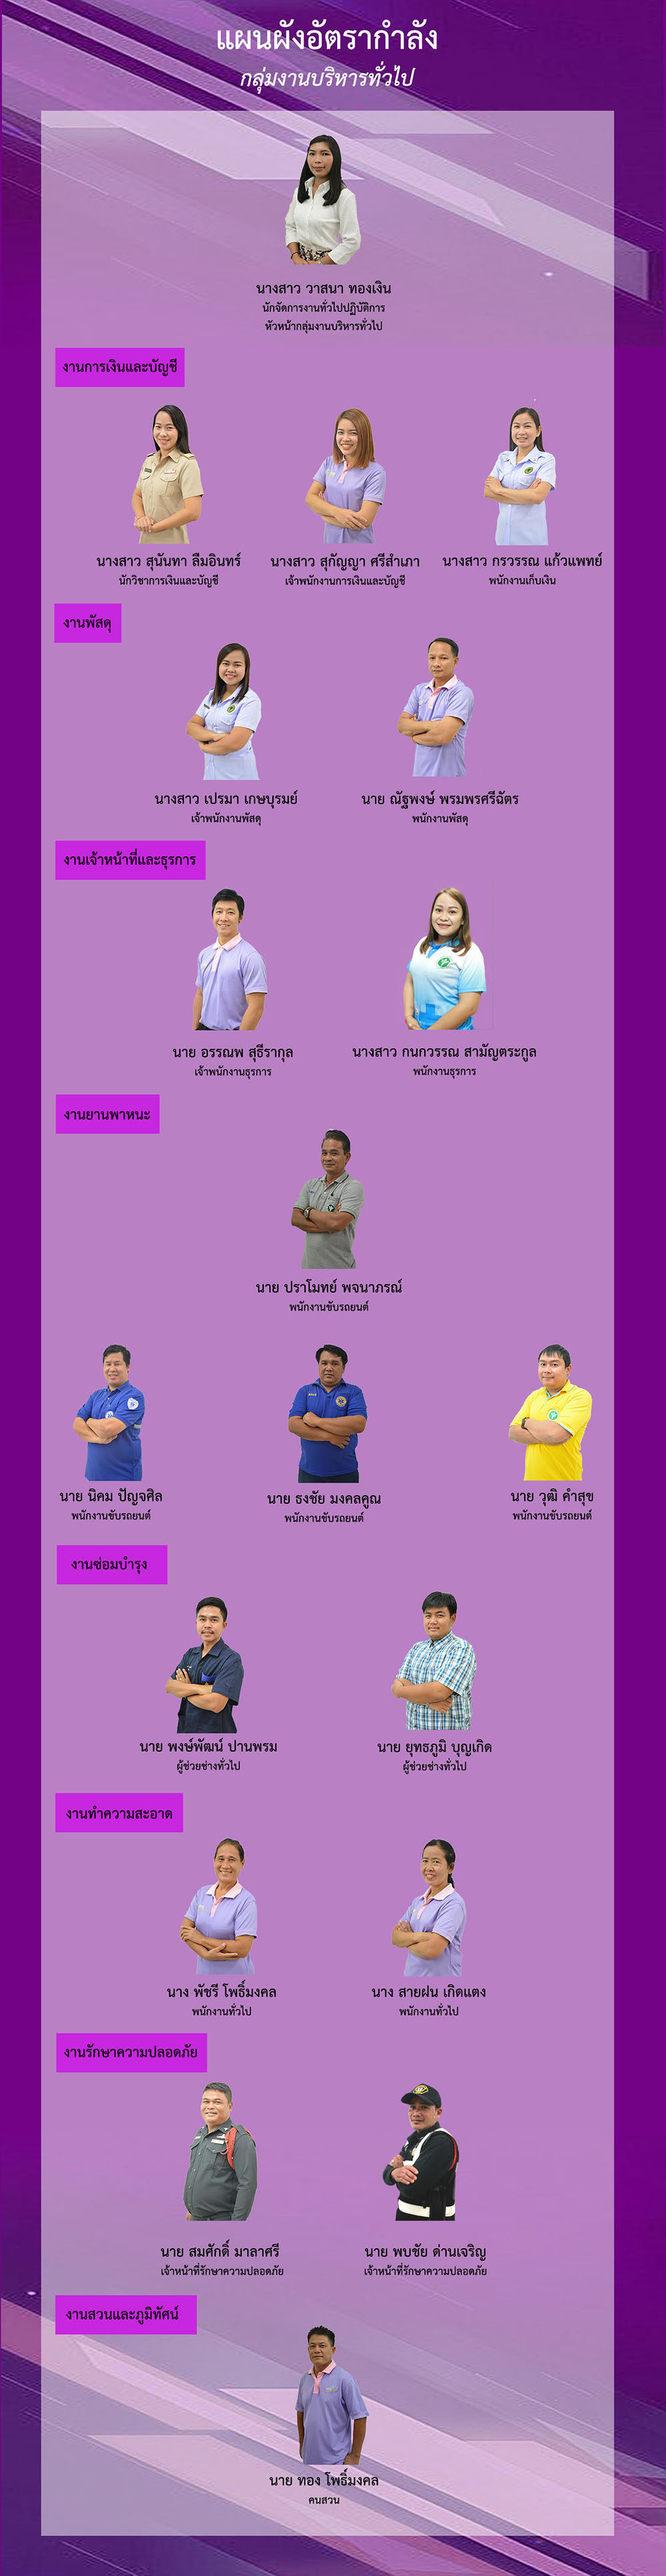 แผนผังอัตรากำลัง
กลุ่มงานบริหารทั่วไป
นางสาว วาสนา ทองเงิน
นักจัดการงานทั่วไปปฏิบัติการ
หัวหน้ากลุ่มงานบริหารทั่วไป
งานการเงินและบัญชี
นางสาว สุนันทา ลืมอินทร์
นักวิชาการเงินและบัญชี
นางสาว สุกัญญา ศรีสำเภา
เจ้าพนักงานการเงินและบัญชี
นางสาว กรวรรณ แก้วแพทย์
พนักงานเก็บเงิน
งานพัสดุ
นางสาว เปรมา เกษบุรมย์
เจ้าพนักงานพัสดุ
นาย ณัฐพงษ์ พรมพรศรีฉัตร
พนักงานพัสดุ
งานเจ้าหน้าที่และธุรการ
นาย อรรณพ สุธีรากุล
เจ้าพนักงานธุรการ
นางสาว กนกวรรณ สามัญตระกูล
พนักงานธุรการ
งานยานพาหนะ
นาย ปราโมทย์ พจนาภรณ์
พนักงานขับรถยนต์
นาย นิคม ปัญจศิล
พนักงานขับรถยนต์
นาย ธงชัย มงคลคูณ
พนักงานขับรถยนต์
นาย วุฒิ คำสุข
พนักงานขับรถยนต์
งานซ่อมบำรุง
นาย พงษ์พัฒน์ ปานพรม
ผู้ช่วยช่างทั่วไป
นาย ยุทธภูมิ บุญเกิด
ผู้ช่วยช่างทั่วไป
งานทำความสะอาด
นาง พัชรี โพธิ์มงคล
พนักงานทั่วไป
นาง สายฝน เกิดแตง
พนักงานทั่วไป
งานรักษาความปลอดภัย
นาย สมศักดิ์ มาลาศรี
เจ้าหน้าที่รักษาความปลอดภัย
นาย พบชัย ด่านเจริญ
เจ้าหน้าที่รักษาความปลอดภัย
งานสวนและภูมิทัศน์
นาย ทอง โพธิ์มงคล
คนสวน